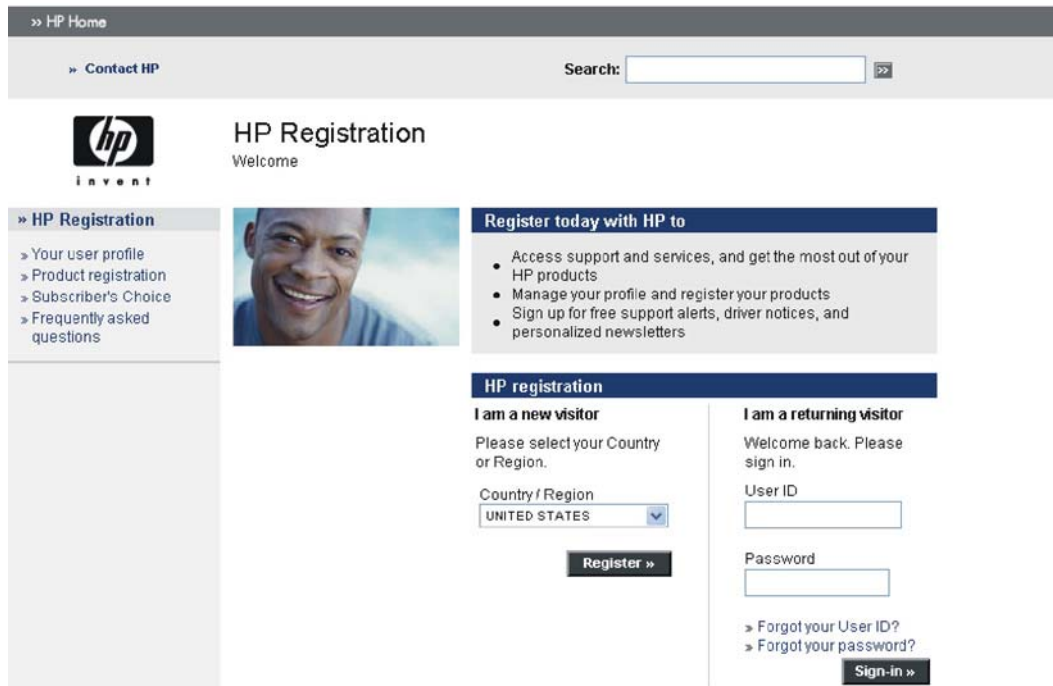 » HP Home
» Contact HP
Search:
»
hp
invent
HP Registration
Welcome
» HP Registration
» Your user profile
» Product registration
» Subscriber's Choice
» Frequently asked
questions
Register today with HP to
• Access support and services, and get the most out of your
HP products
• Manage your profile and register your products
• Sign up for free support alerts, driver notices, and
personalized newsletters
HP registration
I am a new visitor
Please select your Country
or Region.
Country / Region
UNITED STATES
Register »
I am a returning visitor
Welcome back. Please
sign in.
User ID
Password
» Forgot your User ID?
» Forgot your password?
Sign-in »